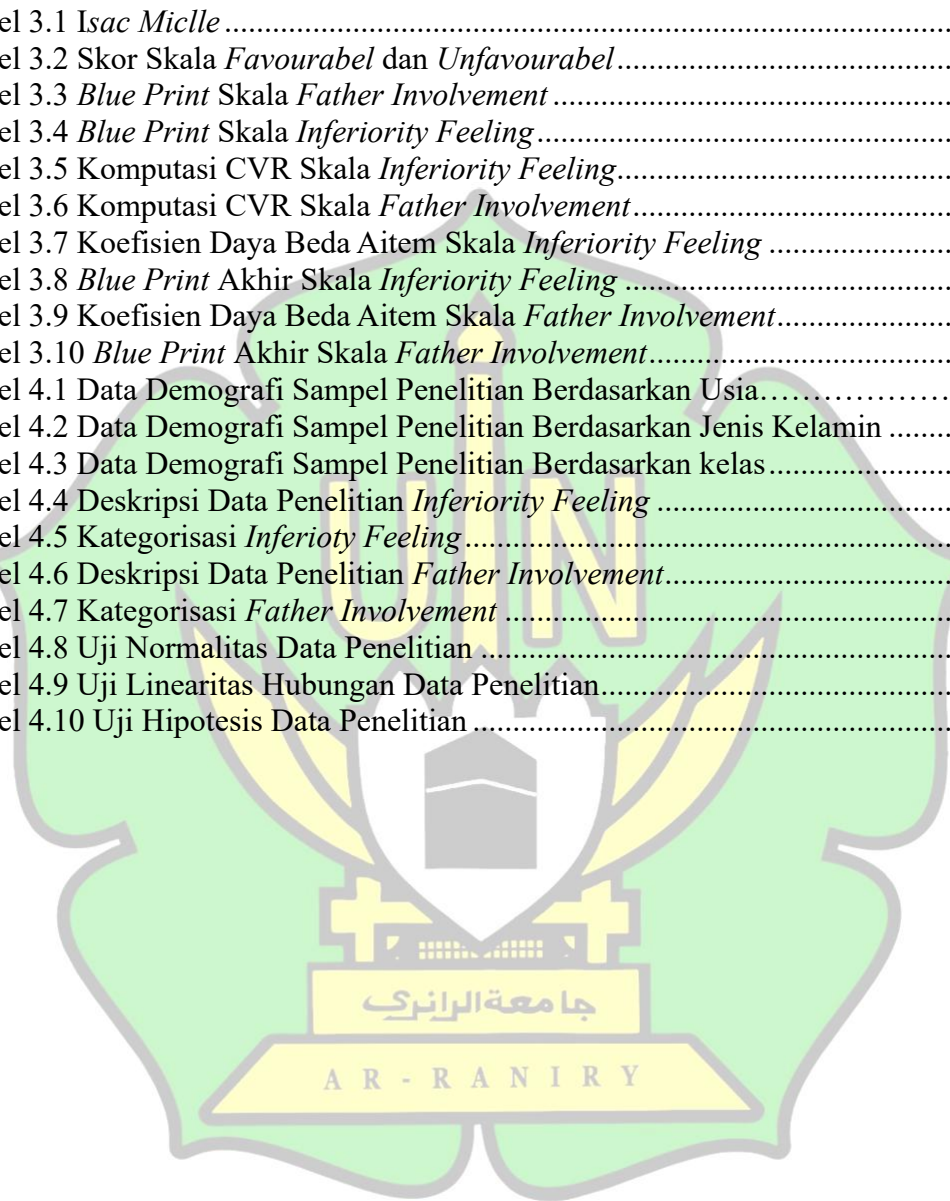 el 3.1 Isac Miclle
el 3.2 Skor Skala Favourabel dan Unfavourabel
el 3.3 Blue Print Skala Father Involvement
el 3.4 Blue Print Skala Inferiority Feeling
el 3.5 Komputasi CVR Skala Inferiority Feeling
el 3.6 Komputasi CVR Skala Father Involvement
el 3.7 Koefisien Daya Beda Aitem Skala Inferiority Feeling
el 3.8 Blue Print Akhir Skala Inferiority Feeling
el 3.9 Koefisien Daya Beda Aitem Skala Father Involvement
el 3.10 Blue Print Akhir Skala Father Involvement
el 4.1 Data Demografi Sampel Penelitian Berdasarkan Usia
el 4.2 Data Demografi Sampel Penelitian Berdasarkan Jenis Kelamin
el 4.3 Data Demografi Sampel Penelitian Berdasarkan kelas
el 4.4 Deskripsi Data Penelitian Inferiority Feeling
el 4.5 Kategorisasi Inferioty Feeling
el 4.6 Deskripsi Data Penelitian Father Involvement
el 4.7 Kategorisasi Father Involvement
el 4.8 Uji Normalitas Data Penelitian
el 4.9 Uji Linearitas Hubungan Data Penelitian
el 4.10 Uji Hipotesis Data Penelitian
UIN
جامعة الرانري
AR-RANIRY